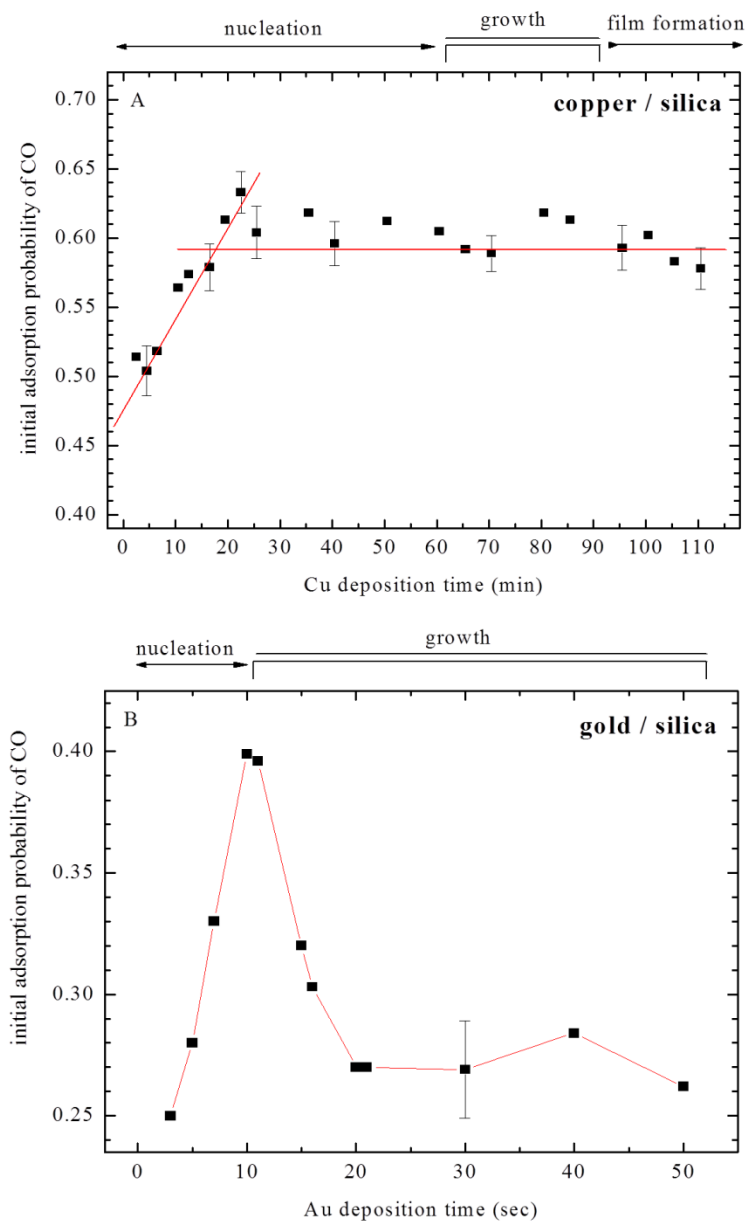 nucleation growth film formation
A copper / silica
0.70
0.65
0.60
0.55
0.50
0.45
0.40
initial adsorption probability of CO
0 10 20 30 40 50 60 70 80 90 100 110
Cu deposition time (min)
nucleation growth
B gold / silica
0.40
0.35
0.30
0.25
initial adsorption probability of CO
0 10 20 30 40 50
Au deposition time (sec)